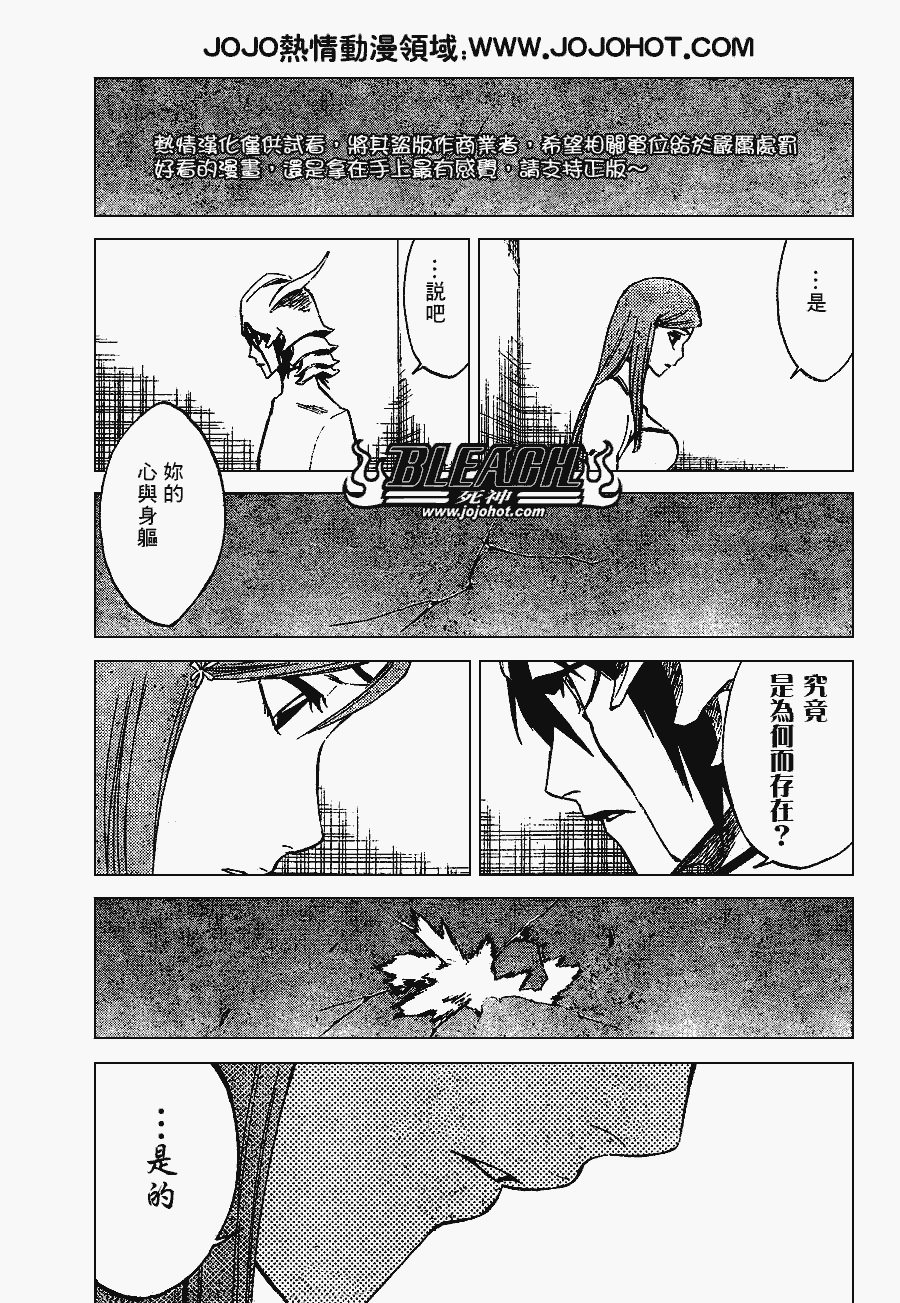 JOJO熱情動漫領域:WWW.JOJOHOT.COM
熱情漢化僅供試看，將其盜版作商業者，希望相關單位給於嚴厲處罰
好看的漫畫，還是拿在手上最有感覺，請支持正版～
…是
…説吧
BLEACH
死神
www.jojohot.com
妳的
心與身軀
究竟
是為何而存在？
…是的